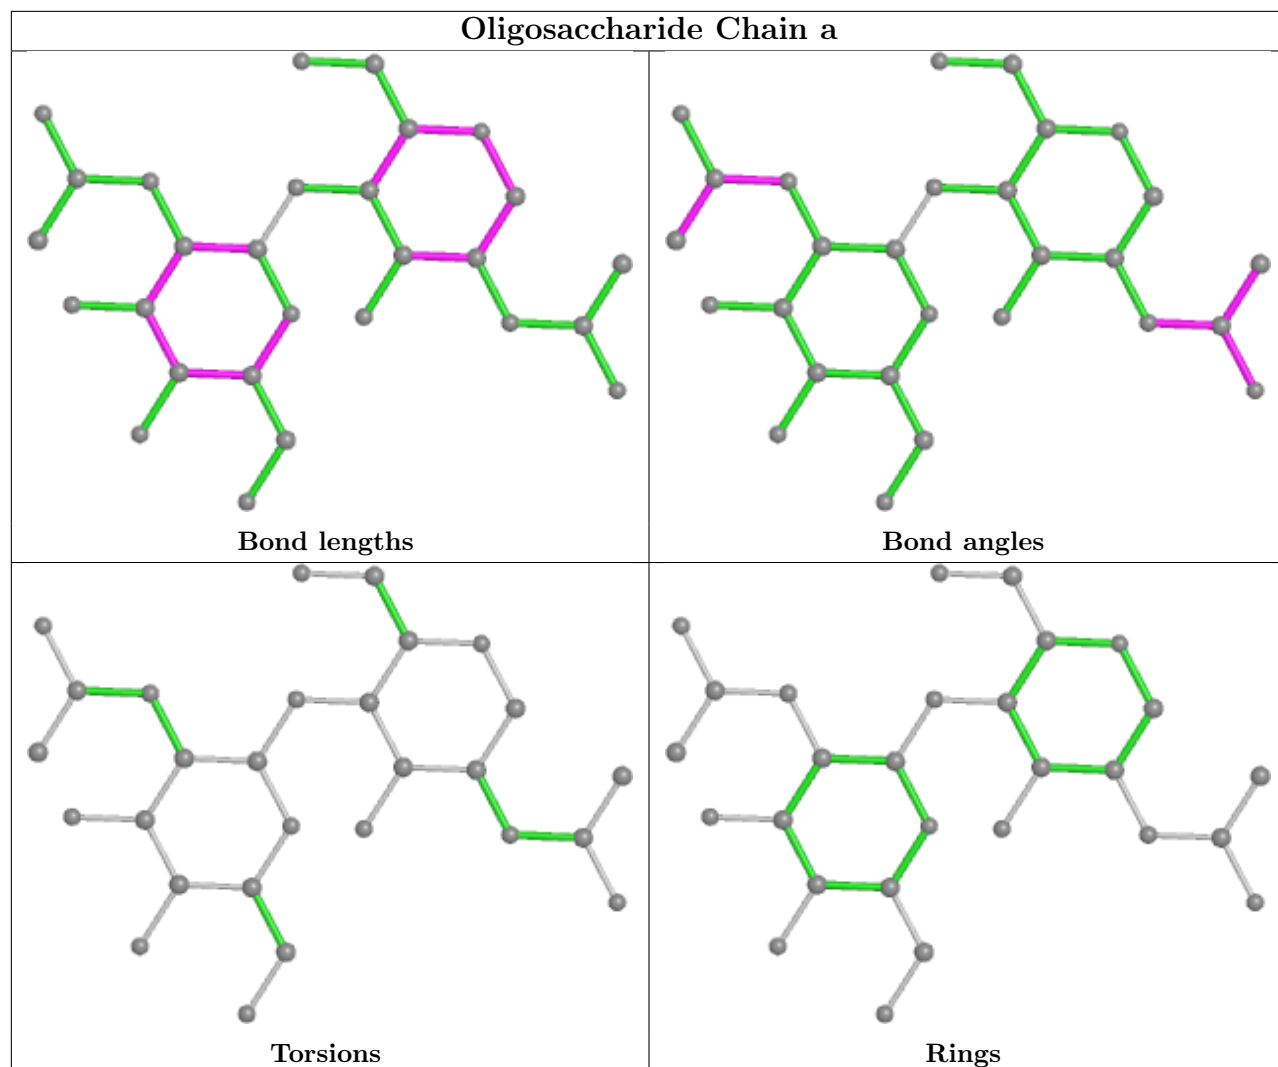 Oligosaccharide Chain a
Bond lengths
Bond angles
Torsions
Rings